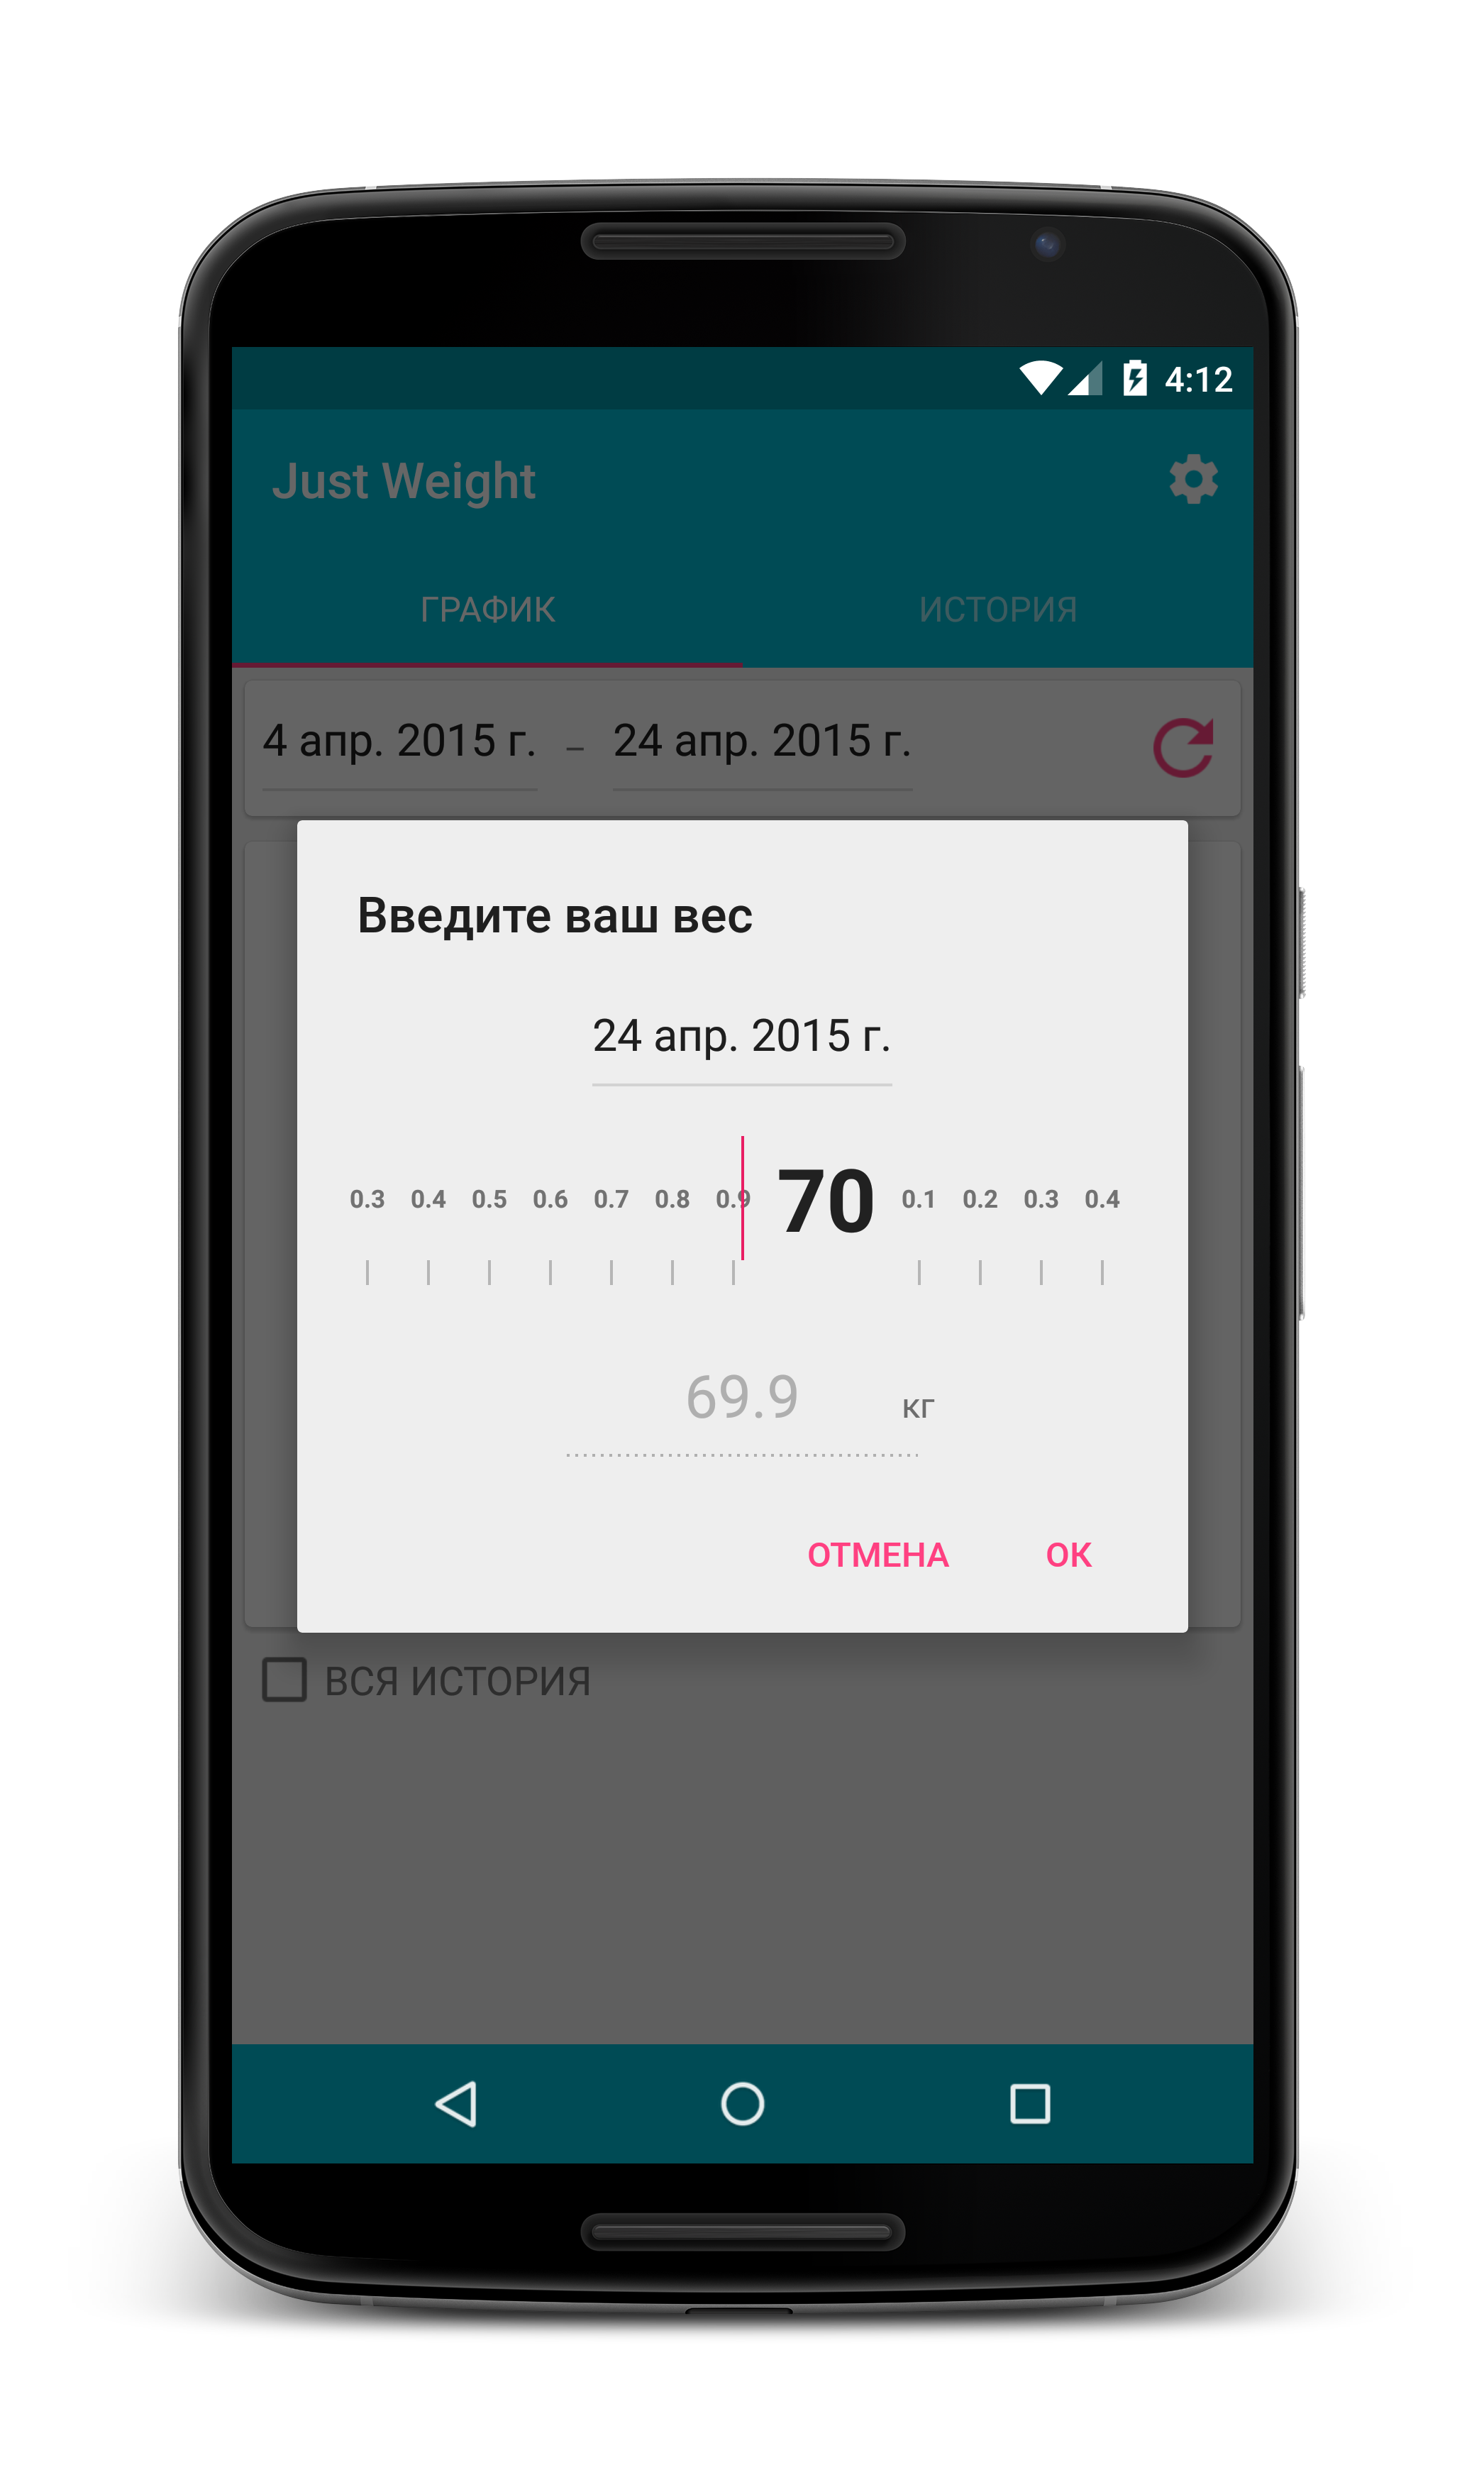 4:12
Just Weight
ГРАФИК ИСТОРИЯ
4 апр. 2015 г. – 24 апр. 2015 г.
Введите ваш вес
24 апр. 2015 г.
0.3 0.4 0.5 0.6 0.7 0.8 0.9 70 0.1 0.2 0.3 0.4
69.9 кг
ОТМЕНА ОК
ВСЯ ИСТОРИЯ